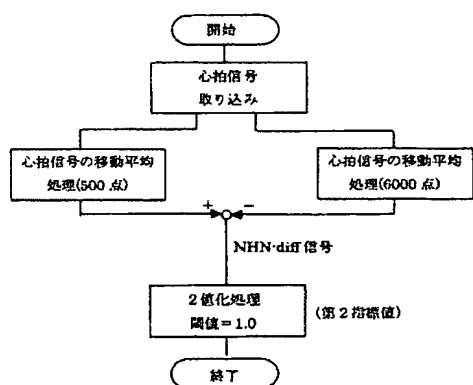 開始
心拍信号
取り込み
心拍信号の移動平均
処理(500 点)
心拍信号の移動平均
処理(6000 点)
+
−
NHN-diff 信号
2値化処理
閾値＝1.0
(第2指標値)
終了